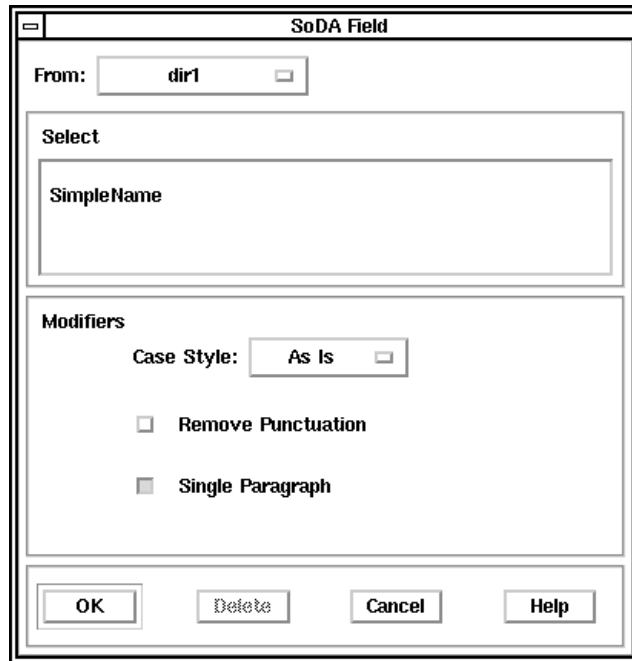 SoDA Field
From: dir1
Select
SimpleName
Modifiers
Case Style: As Is
Remove Punctuation
Single Paragraph
OK Delete Cancel Help